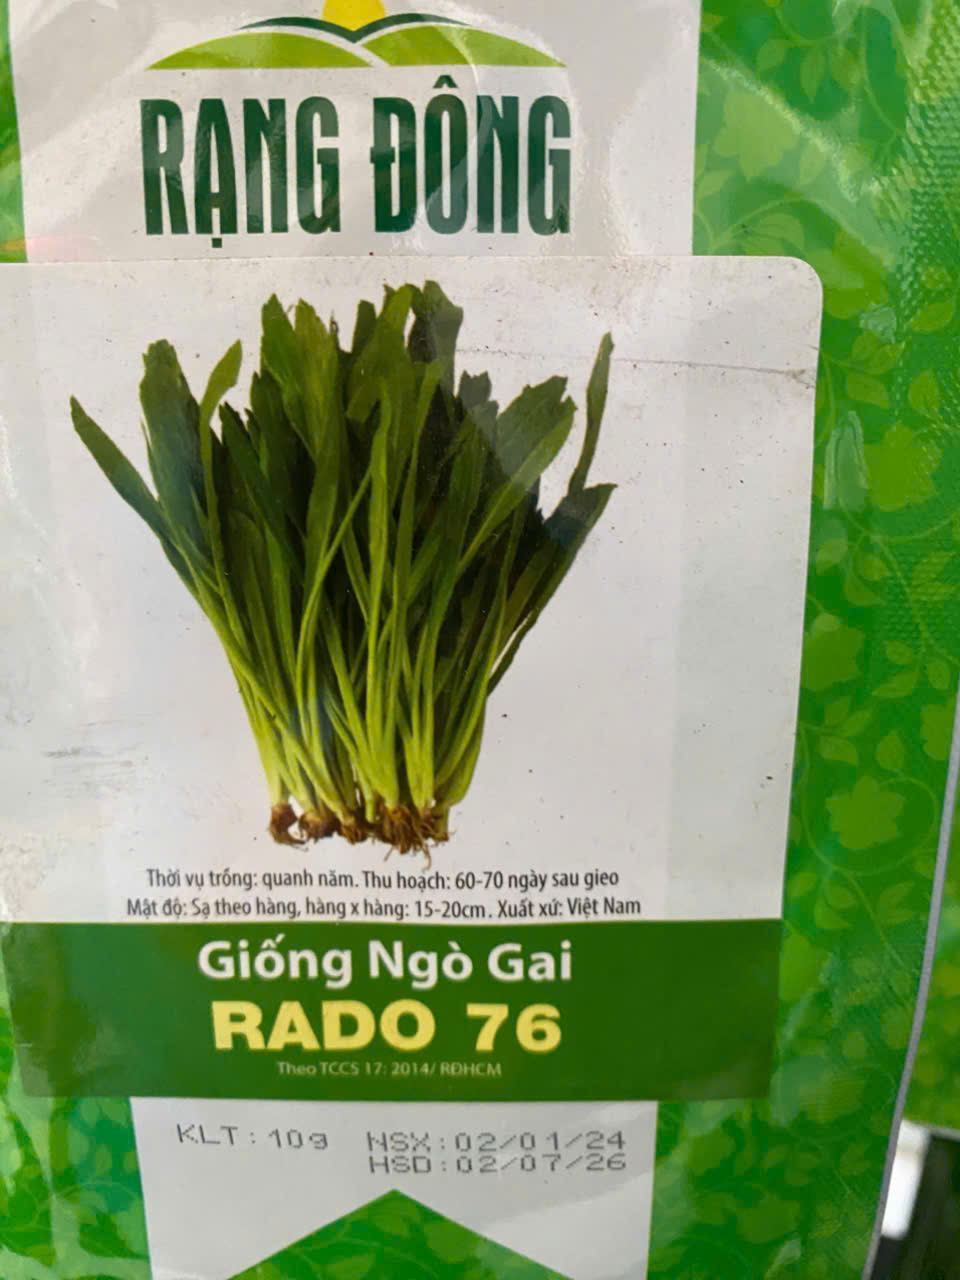 RẠNG ĐÔNG
Thời vụ trồng: quanh năm. Thu hoạch: 60-70 ngày sau gieo
Mật độ: Sạ theo hàng, hàng x hàng: 15-20cm. Xuất xứ: Việt Nam
Giống Ngò Gai
RADO 76
Theo TCCS 17: 2014/ RĐHCM
KLT: 10g NSX: 02/01/24
HSD: 02/07/26